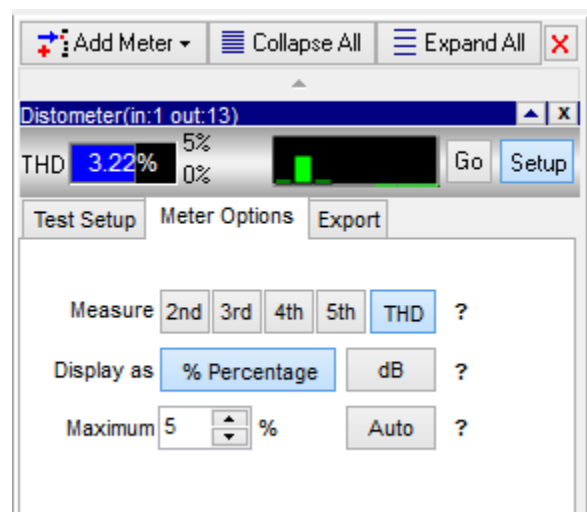 Add Meter Collapse All Expand All X
Distometer(in:1 out:13) X
THD 3.22% 5% 0% Go Setup
Test Setup Meter Options Export
Measure 2nd 3rd 4th 5th THD ?
Display as % Percentage dB ?
Maximum 5 % Auto ?